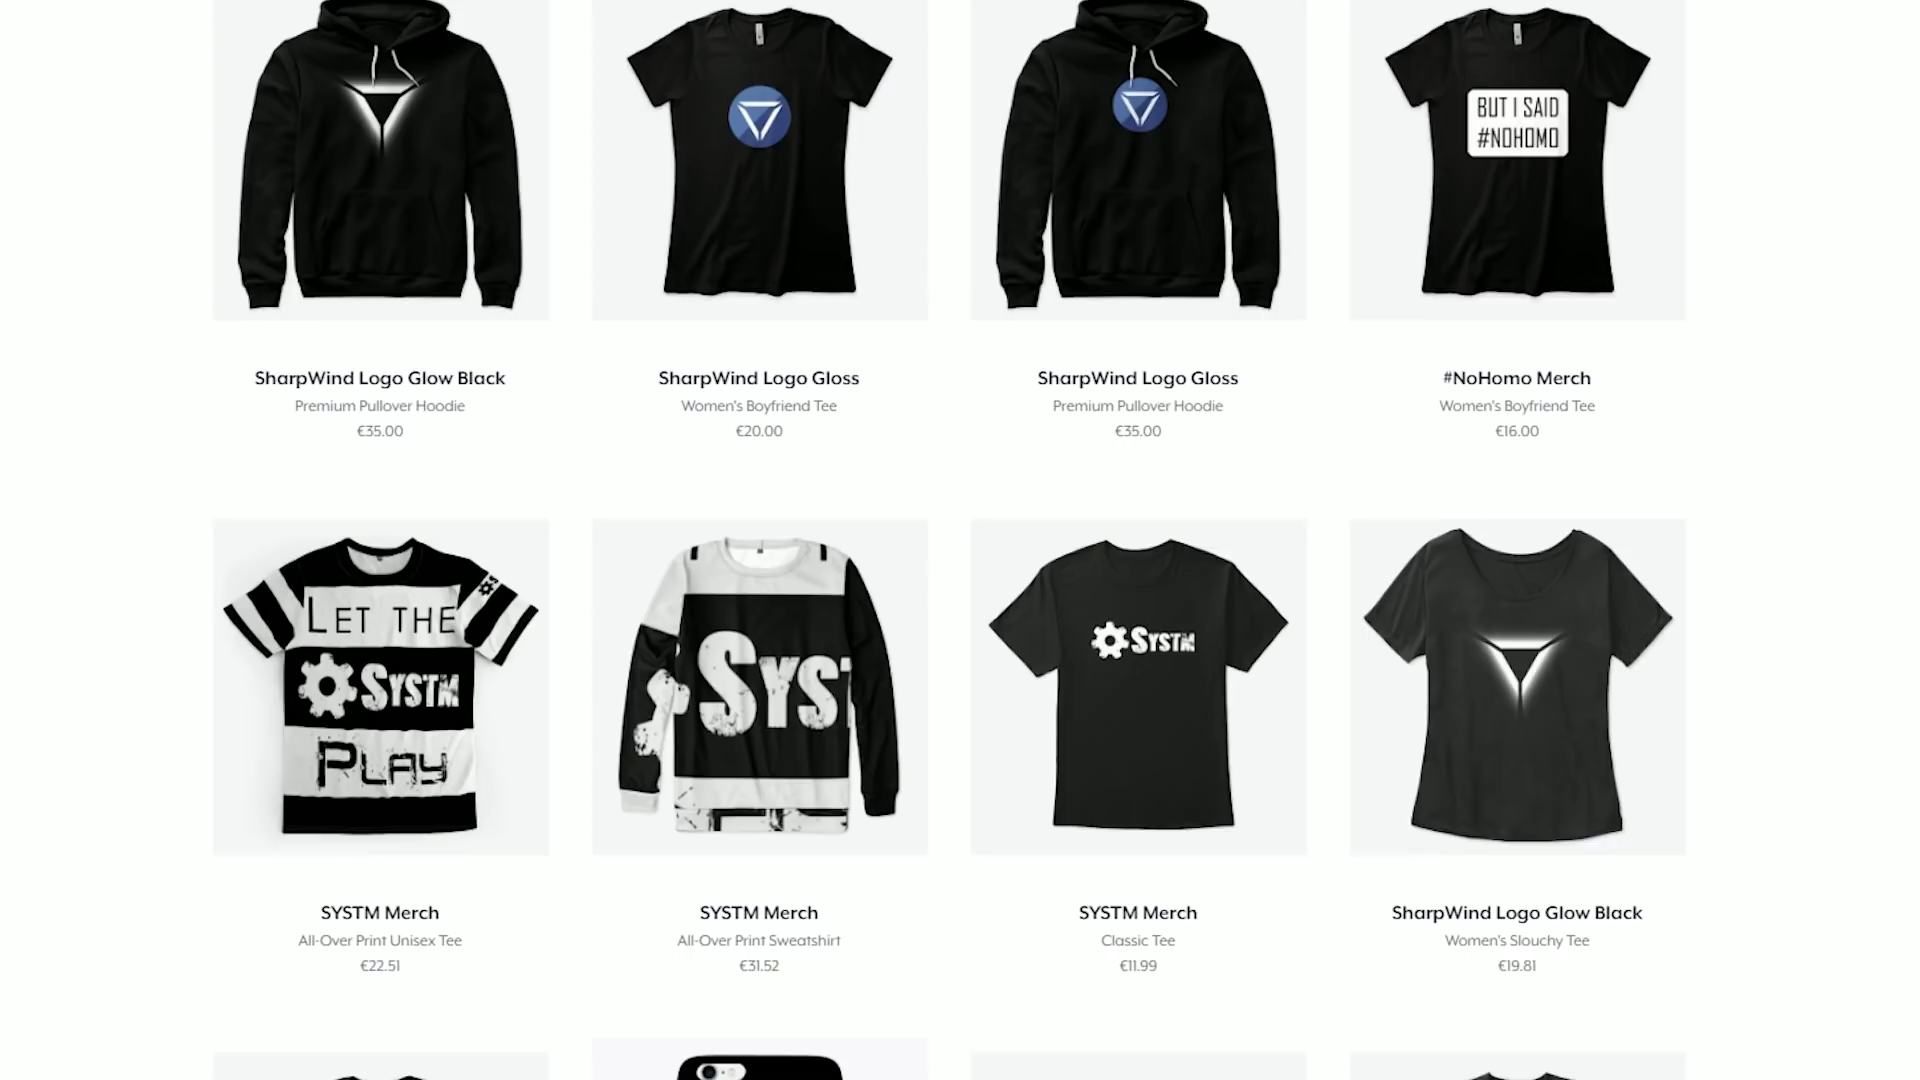 BUT I SAID
#NOHOMO
SharpWind Logo Glow Black
Premium Pullover Hoodie
€35.00
SharpWind Logo Gloss
Women's Boyfriend Tee
€20.00
SharpWind Logo Gloss
Premium Pullover Hoodie
€35.00
#NoHomo Merch
Women's Boyfriend Tee
€16.00
LET THE
SYSTM
PLAY
SYST
SYSTM
SYSTM Merch
All-Over Print Unisex Tee
€22.51
SYSTM Merch
All-Over Print Sweatshirt
€31.52
SYSTM Merch
Classic Tee
€11.99
SharpWind Logo Glow Black
Women's Slouchy Tee
€19.81